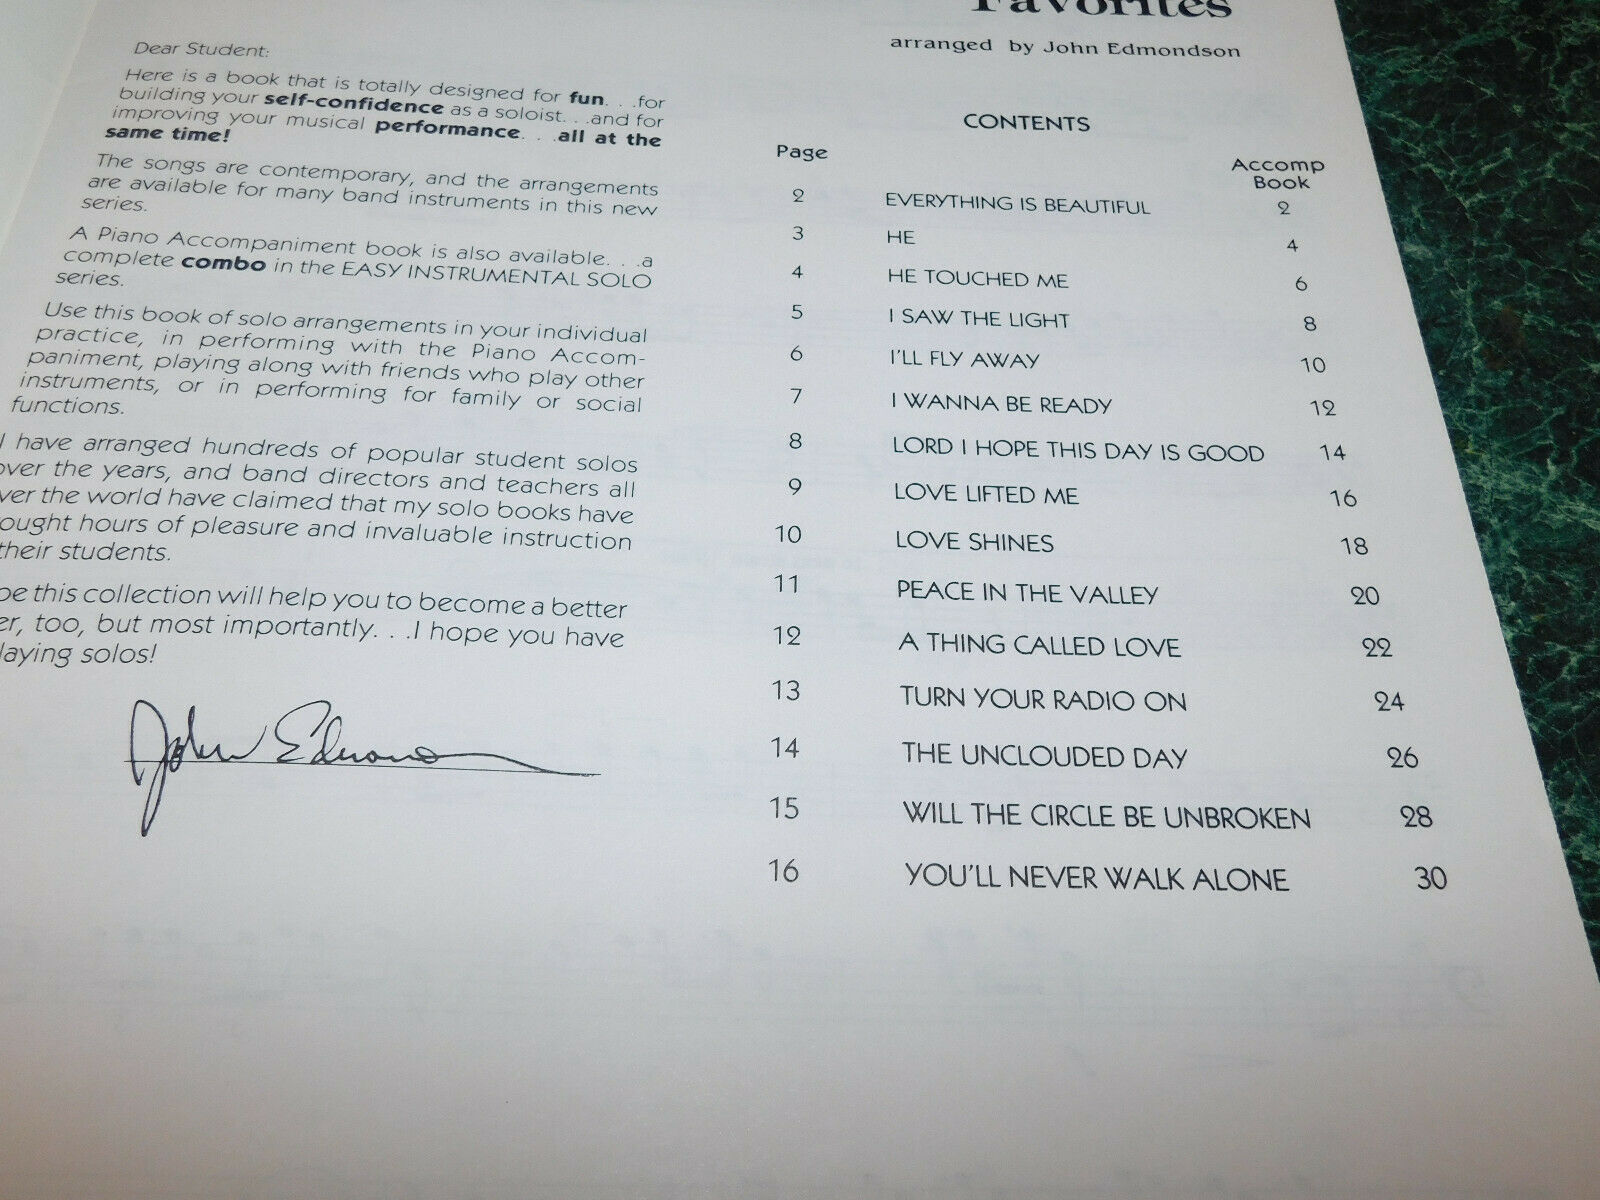 Dear Student:
Here is a book that is totally designed for fun. . .for
building your self-confidence as a soloist. . .and for
improving your musical performance. . .all at the
same time!
The songs are contemporary, and the arrangements
are available for many band instruments in this new
series.
A Piano Accompaniment book is also available. . .a
complete combo in the EASY INSTRUMENTAL SOLO
series.
Use this book of solo arrangements in your individual
practice, in performing with the Piano Accom-
paniment, playing along with friends who play other
instruments, or in performing for family or social
functions.
I have arranged hundreds of popular student solos
over the years, and band directors and teachers all
ver the world have claimed that my solo books have
ought hours of pleasure and invaluable instruction
their students.
pe this collection will help you to become a better
er, too, but most importantly. . .I hope you have
laying solos!
John Edmondson
Favorites
arranged by John Edmondson
CONTENTS
Page Accomp
Book
2 EVERYTHING IS BEAUTIFUL 2
3 HE 4
4 HE TOUCHED ME 6
5 I SAW THE LIGHT 8
6 I'LL FLY AWAY 10
7 I WANNA BE READY 12
8 LORD I HOPE THIS DAY IS GOOD 14
9 LOVE LIFTED ME 16
10 LOVE SHINES 18
11 PEACE IN THE VALLEY 20
12 A THING CALLED LOVE 22
13 TURN YOUR RADIO ON 24
14 THE UNCLOUDED DAY 26
15 WILL THE CIRCLE BE UNBROKEN 28
16 YOU'LL NEVER WALK ALONE 30